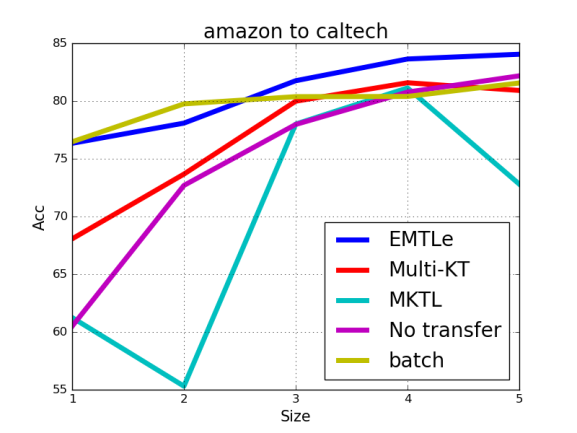 amazon to caltech
85
80
75
70
65
60
55
Acc
EMTLe
Multi-KT
MKTL
No transfer
batch
1 2 3 4 5
Size